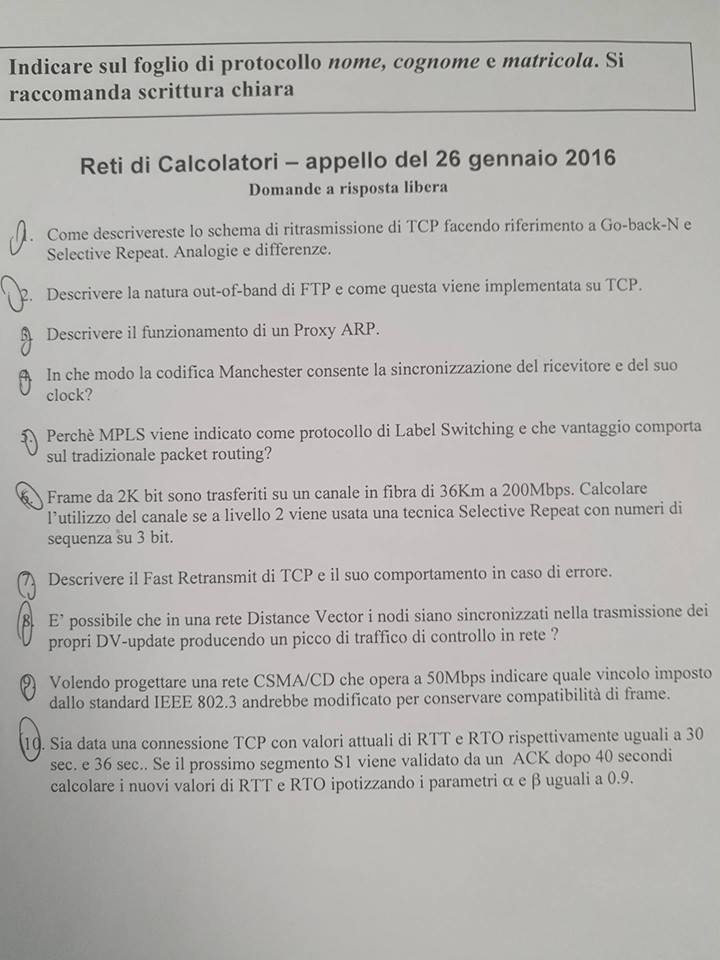 Indicare sul foglio di protocollo nome, cognome e matricola. Si
raccomanda scrittura chiara
Reti di Calcolatori – appello del 26 gennaio 2016
Domande a risposta libera
1. Come descrivereste lo schema di ritrasmissione di TCP facendo riferimento a Go-back-N e
Selective Repeat. Analogie e differenze.
2. Descrivere la natura out-of-band di FTP e come questa viene implementata su TCP.
3. Descrivere il funzionamento di un Proxy ARP.
4. In che modo la codifica Manchester consente la sincronizzazione del ricevitore e del suo
clock?
5. Perchè MPLS viene indicato come protocollo di Label Switching e che vantaggio comporta
sul tradizionale packet routing?
6. Frame da 2K bit sono trasferiti su un canale in fibra di 36Km a 200Mbps. Calcolare
l'utilizzo del canale se a livello 2 viene usata una tecnica Selective Repeat con numeri di
sequenza su 3 bit.
7. Descrivere il Fast Retransmit di TCP e il suo comportamento in caso di errore.
8. E' possibile che in una rete Distance Vector i nodi siano sincronizzati nella trasmissione dei
propri DV-update producendo un picco di traffico di controllo in rete ?
9. Volendo progettare una rete CSMA/CD che opera a 50Mbps indicare quale vincolo imposto
dallo standard IEEE 802.3 andrebbe modificato per conservare compatibilità di frame.
10. Sia data una connessione TCP con valori attuali di RTT e RTO rispettivamente uguali a 30
sec. e 36 sec.. Se il prossimo segmento S1 viene validato da un ACK dopo 40 secondi
calcolare i nuovi valori di RTT e RTO ipotizzando i parametri α e β uguali a 0.9.